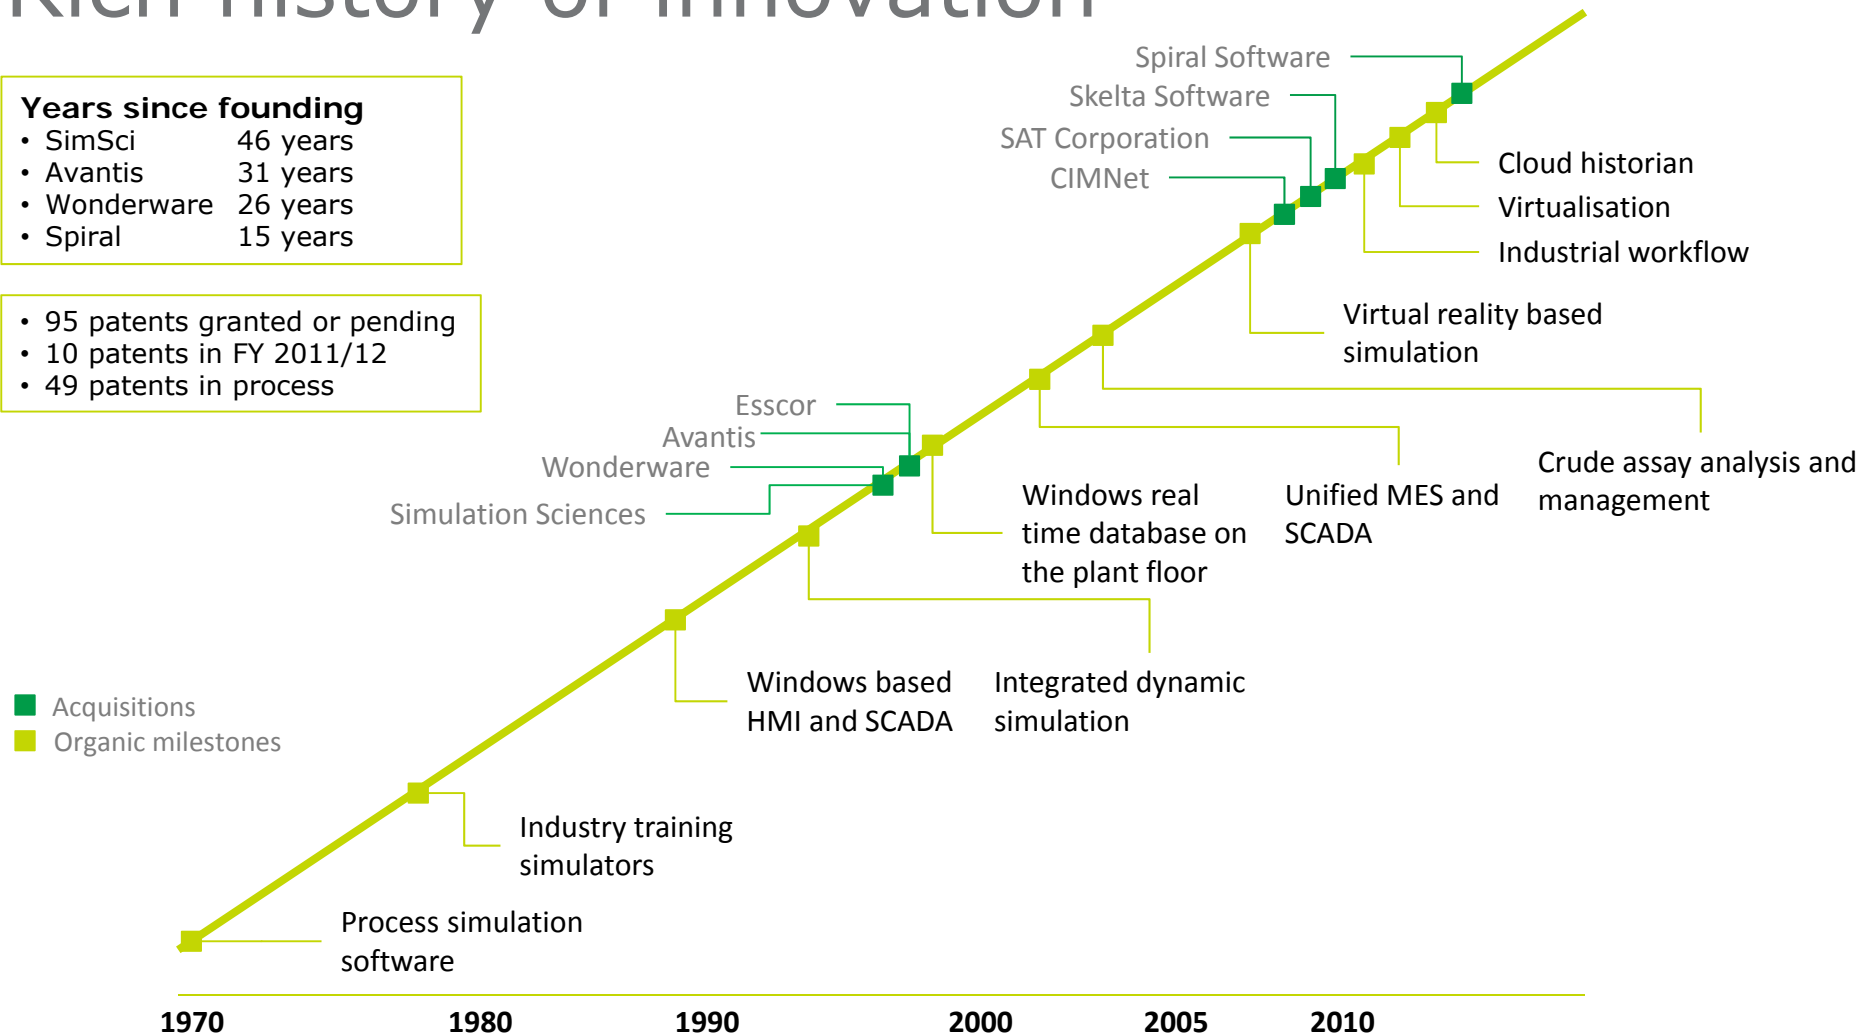 Rich history of innovation
Years since founding
• SimSci 46 years
• Avantis 31 years
• Wonderware 26 years
• Spiral 15 years
• 95 patents granted or pending
• 10 patents in FY 2011/12
• 49 patents in process
Spiral Software
Skelta Software
SAT Corporation
CIMNet
Cloud historian
Virtualisation
Industrial workflow
Virtual reality based
simulation
Esscor
Avantis
Wonderware
Simulation Sciences
Crude assay analysis and
management
Unified MES and
SCADA
Windows real
time database on
the plant floor
Windows based
HMI and SCADA
Integrated dynamic
simulation
Acquisitions
Organic milestones
Industry training
simulators
Process simulation
software
1970 1980 1990 2000 2005 2010